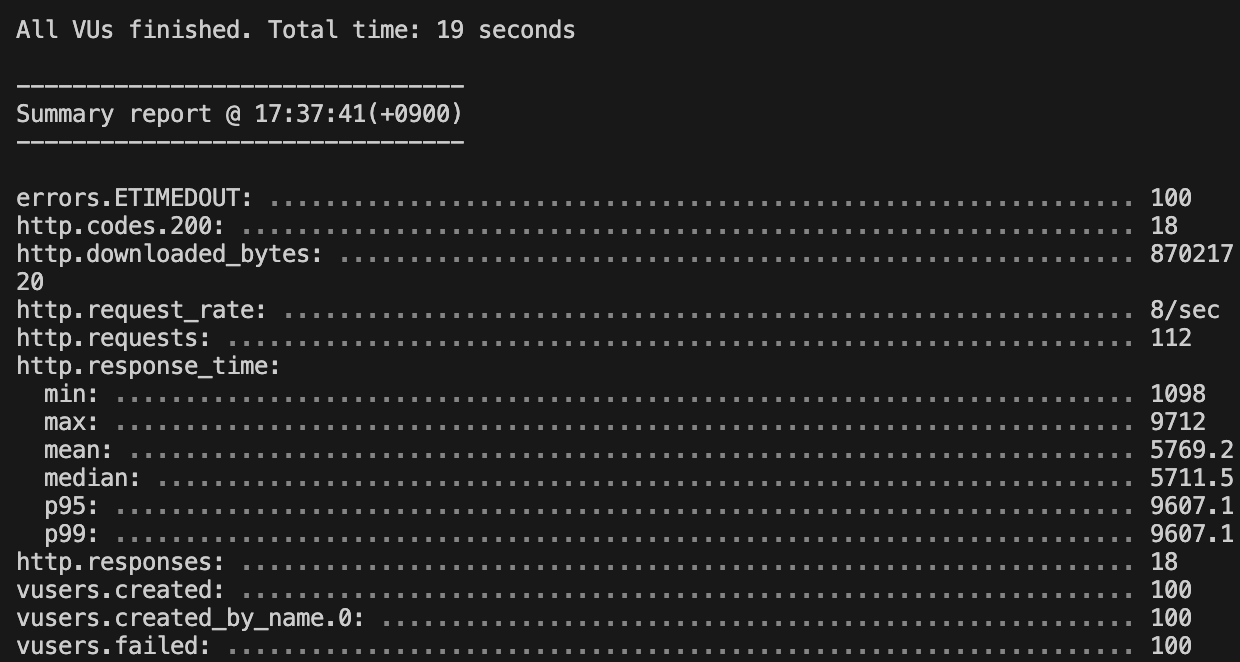 All VUs finished. Total time: 19 seconds
--------------------------------
Summary report @ 17:37:41(+0900)
--------------------------------
errors.ETIMEDOUT: .............................................................. 100
http.codes.200: ................................................................ 18
http.downloaded_bytes: ......................................................... 870217
20
http.request_rate: ............................................................. 8/sec
http.requests: ................................................................. 112
http.response_time:
  min: ......................................................................... 1098
  max: ......................................................................... 9712
  mean: ........................................................................ 5769.2
  median: ...................................................................... 5711.5
  p95: ......................................................................... 9607.1
  p99: ......................................................................... 9607.1
http.responses: ................................................................ 18
vusers.created: ................................................................ 100
vusers.created_by_name.0: ...................................................... 100
vusers.failed: ................................................................. 100